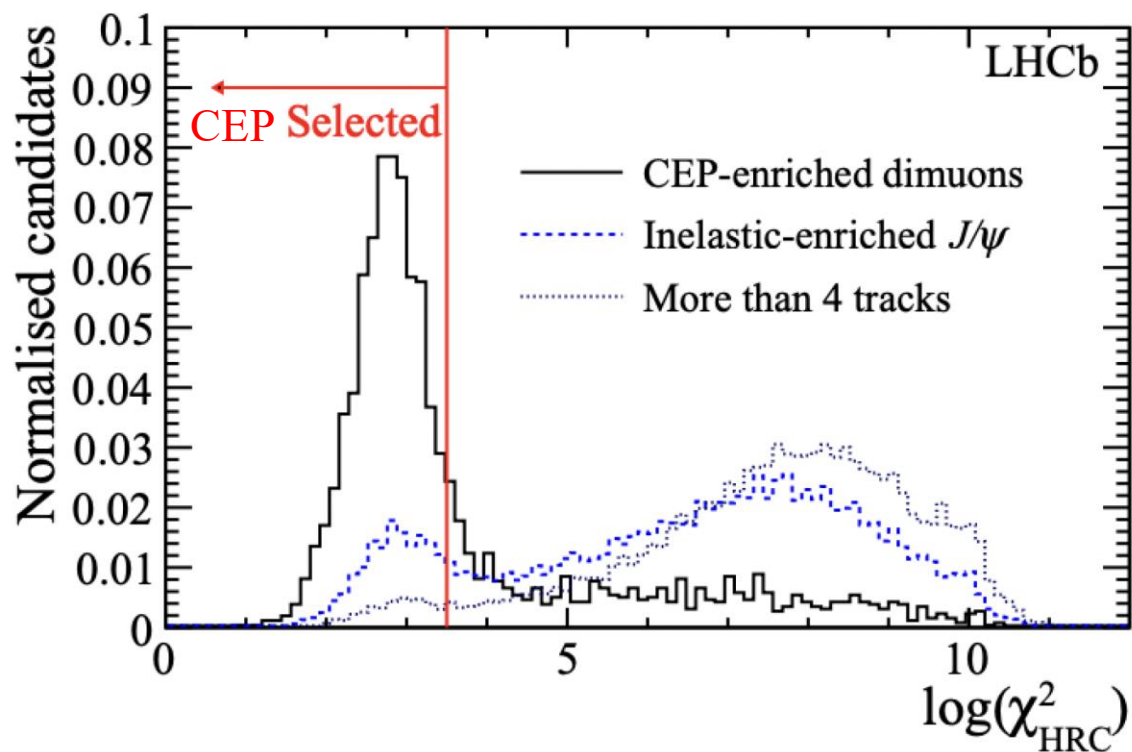 Normalised candidates
0.1
0.09
0.08
0.07
0.06
0.05
0.04
0.03
0.02
0.01
0
LHCb
CEP Selected
CEP-enriched dimuons
Inelastic-enriched J/ψ
More than 4 tracks
0 5 10
log(χ²HRC)